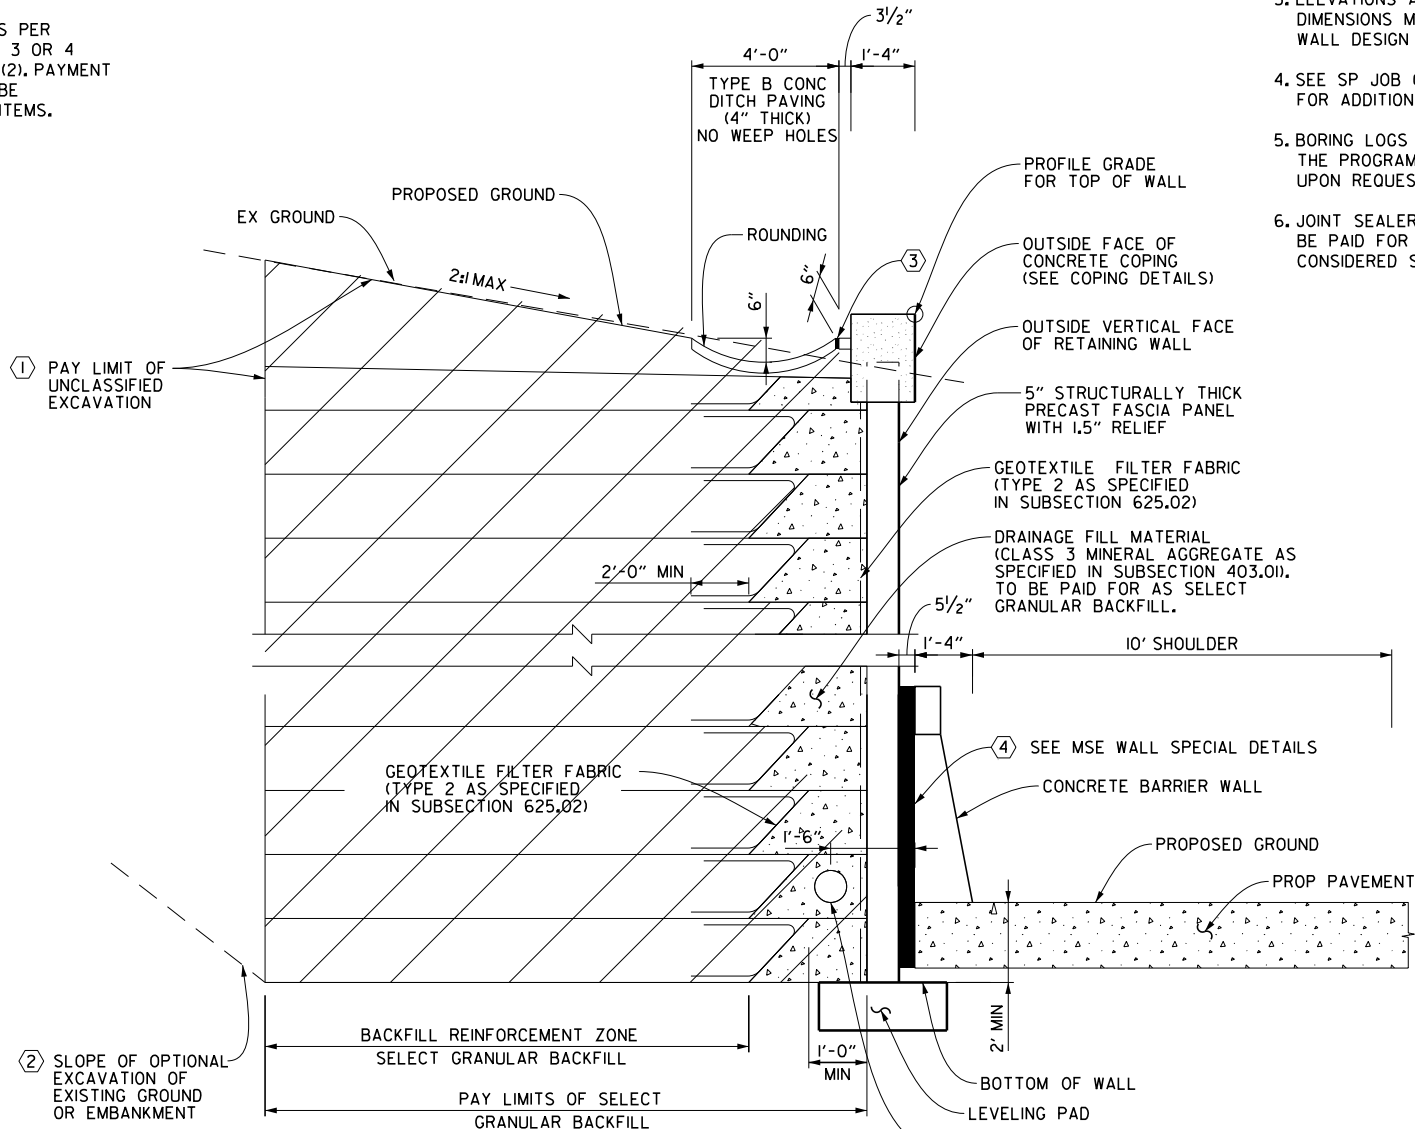 S PER
3 OR 4
(2). PAYMENT
BE
ITEMS.
3 1/2"
4'-0"
1'-4"
TYPE B CONC
DITCH PAVING
(4" THICK)
NO WEEP HOLES
DIMENSIONS M
WALL DESIGN
4. SEE SP JOB
FOR ADDITION
5. BORING LOGS
THE PROGRAM
UPON REQUES
6. JOINT SEALER
BE PAID FOR
CONSIDERED S
PROFILE GRADE
FOR TOP OF WALL
PROPOSED GROUND
EX GROUND
ROUNDING
3
OUTSIDE FACE OF
CONCRETE COPING
(SEE COPING DETAILS)
2:1 MAX
6"
6"
OUTSIDE VERTICAL FACE
OF RETAINING WALL
1 PAY LIMIT OF
UNCLASSIFIED
EXCAVATION
5" STRUCTURALLY THICK
PRECAST FASCIA PANEL
WITH 1.5" RELIEF
GEOTEXTILE FILTER FABRIC
(TYPE 2 AS SPECIFIED
IN SUBSECTION 625.02)
DRAINAGE FILL MATERIAL
(CLASS 3 MINERAL AGGREGATE AS
SPECIFIED IN SUBSECTION 403.01).
TO BE PAID FOR AS SELECT
GRANULAR BACKFILL.
2'-0" MIN
5 1/2"
1'-4"
10' SHOULDER
4 SEE MSE WALL SPECIAL DETAILS
GEOTEXTILE FILTER FABRIC
(TYPE 2 AS SPECIFIED
IN SUBSECTION 625.02)
CONCRETE BARRIER WALL
1'-6"
PROPOSED GROUND
PROP PAVEMENT
2' MIN
BACKFILL REINFORCEMENT ZONE
SELECT GRANULAR BACKFILL
1'-0"
MIN
2 SLOPE OF OPTIONAL
EXCAVATION OF
EXISTING GROUND
OR EMBANKMENT
BOTTOM OF WALL
PAY LIMITS OF SELECT
GRANULAR BACKFILL
LEVELING PAD